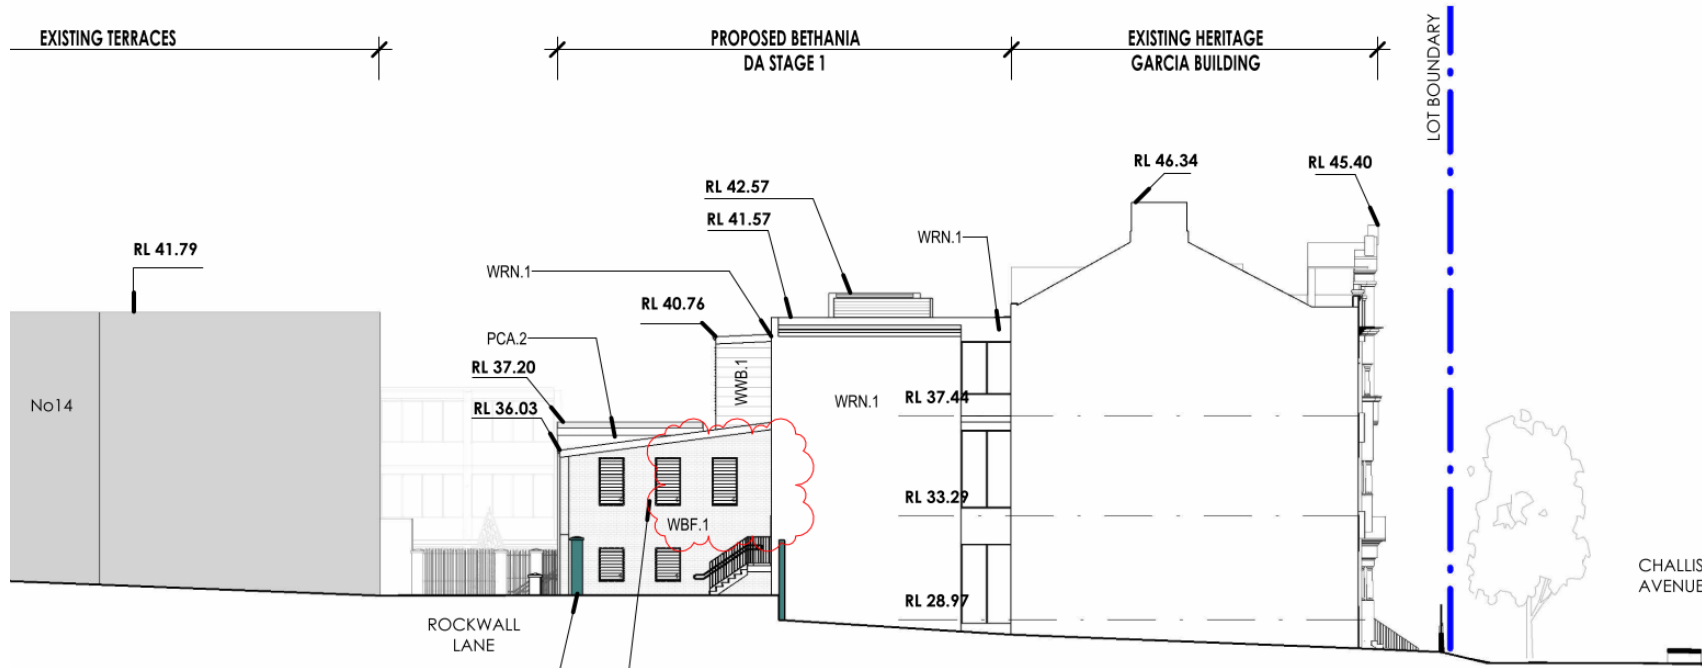 EXISTING TERRACES
PROPOSED BETHANIA
DA STAGE 1
EXISTING HERITAGE
GARCIA BUILDING
LOT BOUNDARY
RL 46.34
RL 45.40
RL 42.57
RL 41.57
WRN.1
RL 41.79
WRN.1
RL 40.76
PCA.2
RL 37.20
RL 36.03
WWB.1
WRN.1
RL 37.44
No14
RL 33.29
WBF.1
RL 28.97
ROCKWALL
LANE
CHALLIS
AVENUE